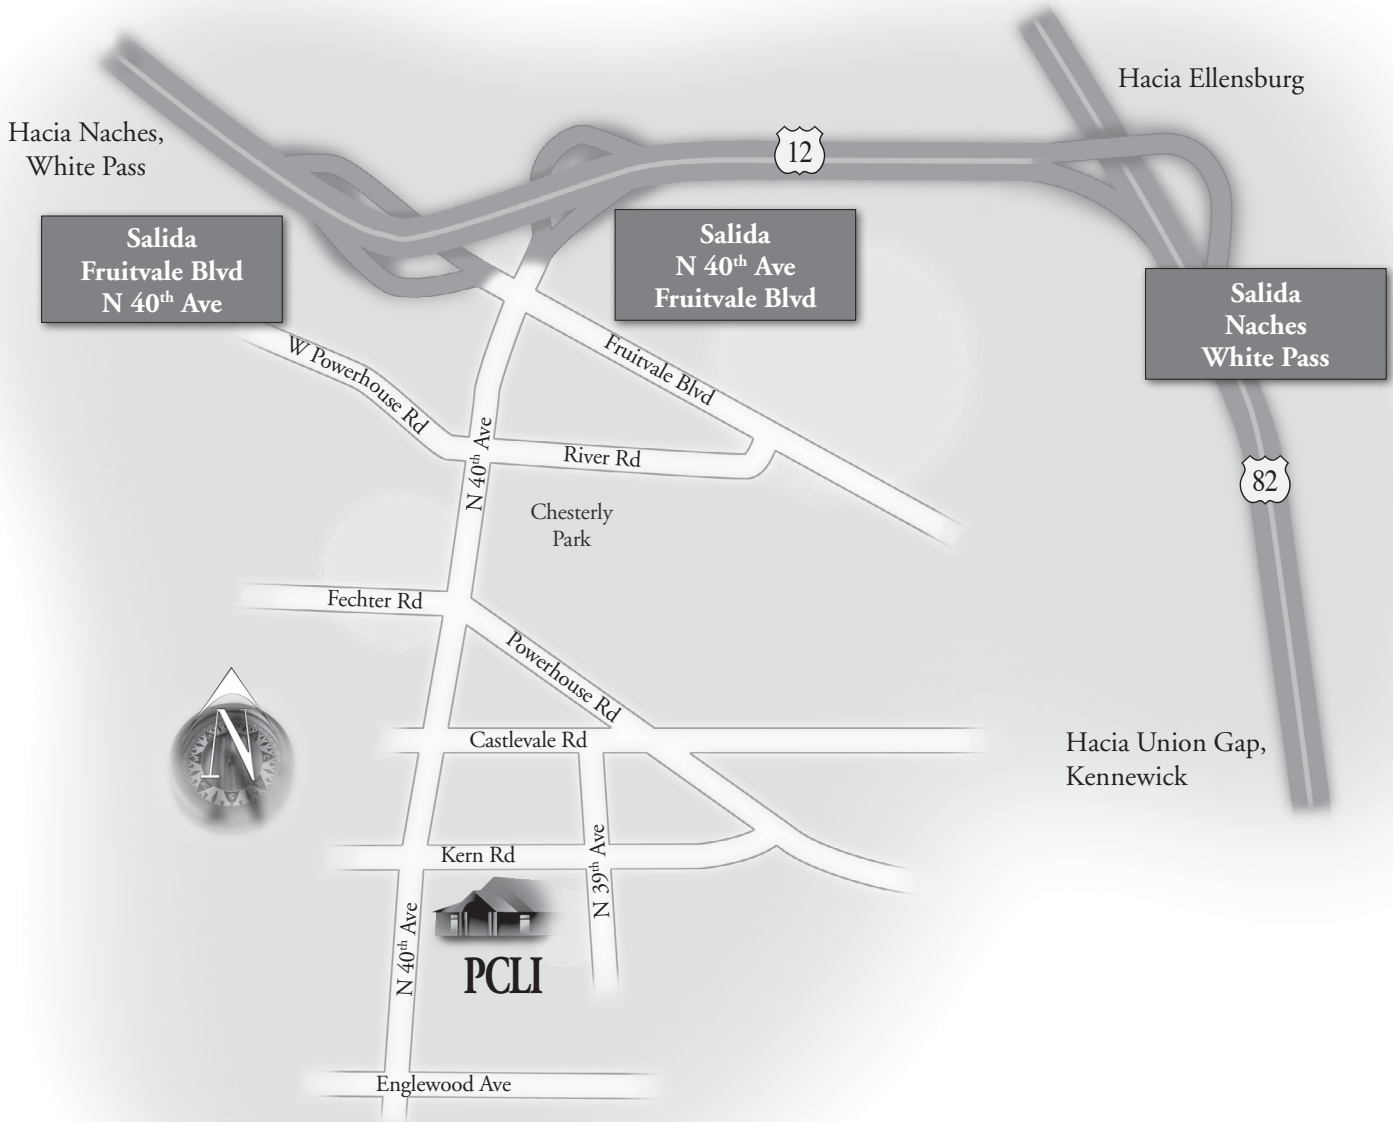 Hacia Ellensburg
Hacia Naches,
White Pass
12
Salida
Fruitvale Blvd
N 40th Ave
Salida
N 40th Ave
Fruitvale Blvd
Salida
Naches
White Pass
W Powerhouse Rd
Fruitvale Blvd
N 40th Ave
River Rd
82
Chesterly
Park
Fechter Rd
Powerhouse Rd
N
Castlevale Rd
Hacia Union Gap,
Kennewick
Kern Rd
N 39th Ave
N 40th Ave
PCLI
Englewood Ave